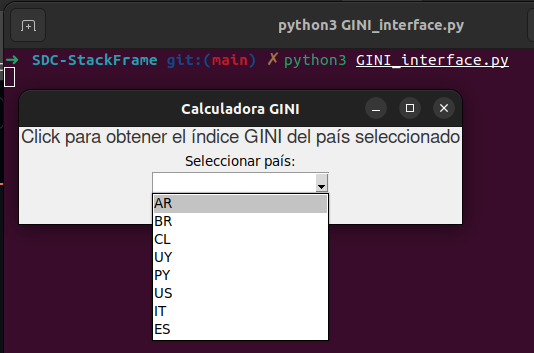 python3 GINI_interface.py
➜ SDC-StackFrame git:(main) ✗ python3 GINI_interface.py
Calculadora GINI
Click para obtener el índice GINI del país seleccionado
Seleccionar país:
AR
BR
CL
UY
PY
US
IT
ES